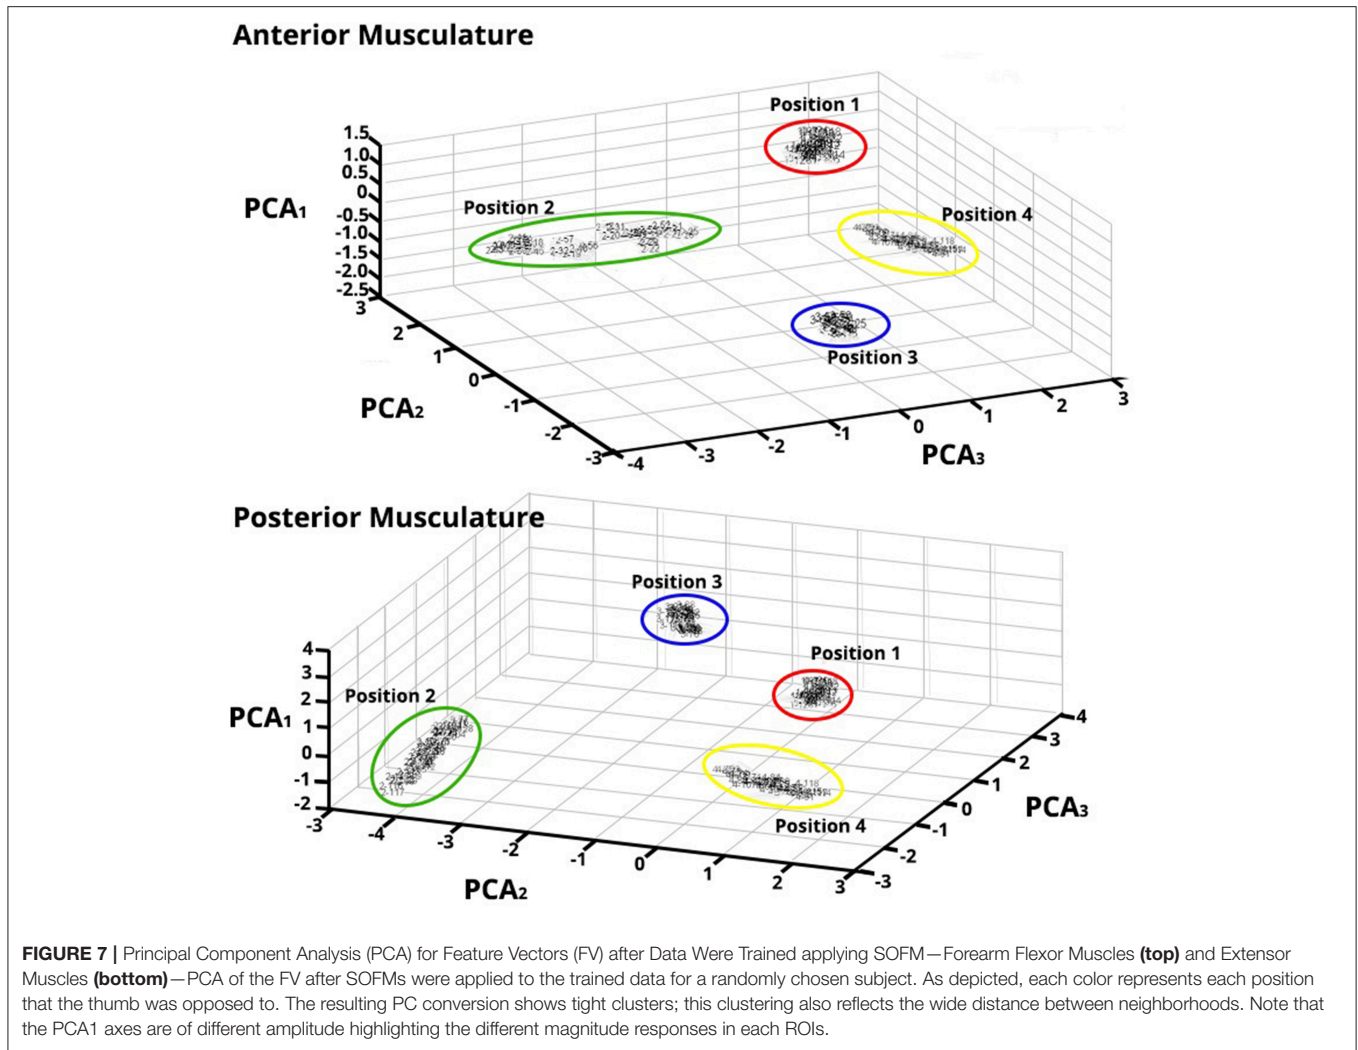 Anterior Musculature
Position 1
1.5
1.0
0.5
0
-0.5
-1.0
-1.5
-2.0
-2.5
PCA1
Position 2
Position 4
Position 3
3
2
1
0
-1
-2
-3
PCA2
-4
-3
-2
-1
0
1
2
3
PCA3
Posterior Musculature
Position 3
Position 1
Position 2
Position 4
4
3
2
1
0
-1
-2
PCA1
-3
-4
-3
-2
-1
0
1
2
3
PCA2
-3
-2
-1
0
1
2
3
4
PCA3
FIGURE 7 | Principal Component Analysis (PCA) for Feature Vectors (FV) after Data Were Trained applying SOFM—Forearm Flexor Muscles (top) and Extensor
Muscles (bottom)—PCA of the FV after SOFMs were applied to the trained data for a randomly chosen subject. As depicted, each color represents each position
that the thumb was opposed to. The resulting PC conversion shows tight clusters; this clustering also reflects the wide distance between neighborhoods. Note that
the PCA1 axes are of different amplitude highlighting the different magnitude responses in each ROIs.